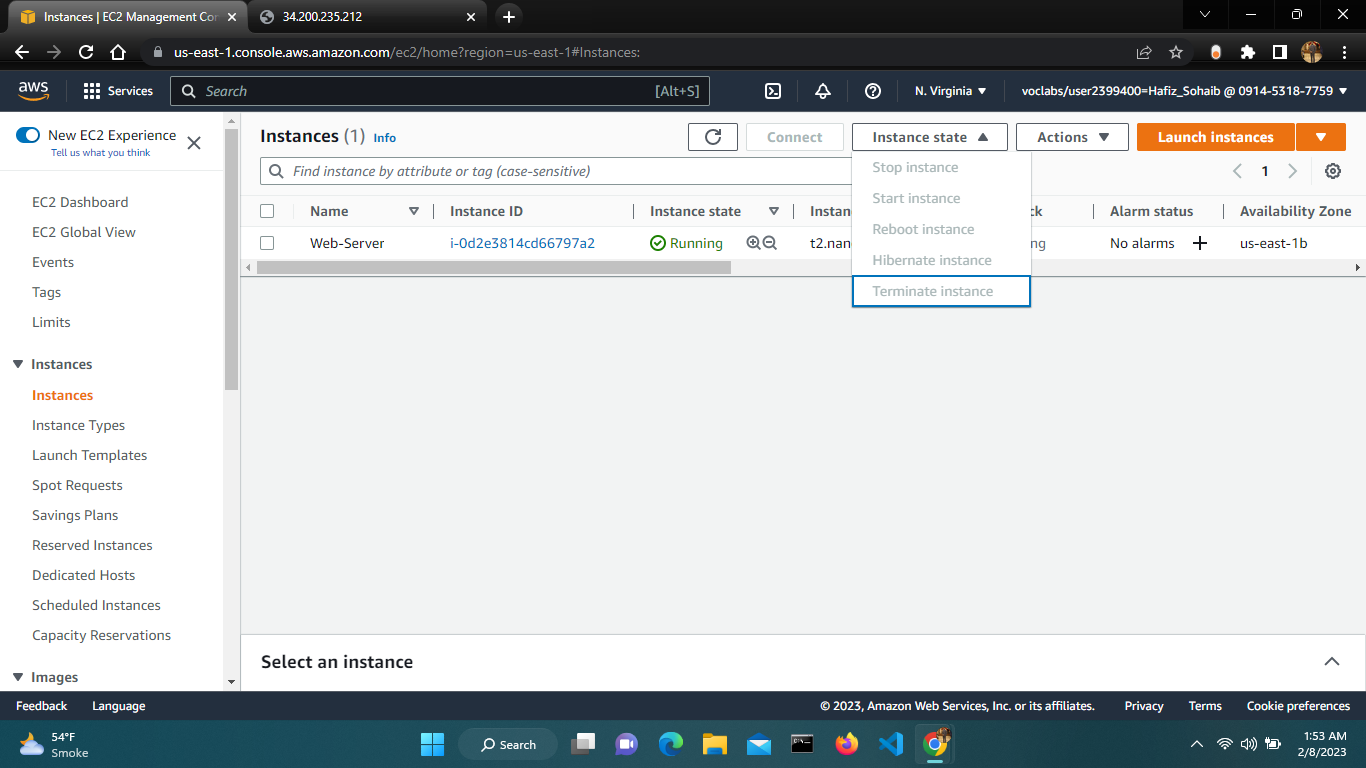 Instances | EC2 Management Con
34.200.235.212
us-east-1.console.aws.amazon.com/ec2/home?region=us-east-1#Instances:
aws
Services
Search
[Alt+S]
N. Virginia
voclabs/user2399400=Hafiz_Sohaib @ 0914-5318-7759
New EC2 Experience
Tell us what you think
EC2 Dashboard
EC2 Global View
Events
Tags
Limits
Instances
Instances
Instance Types
Launch Templates
Spot Requests
Savings Plans
Reserved Instances
Dedicated Hosts
Scheduled Instances
Capacity Reservations
Images
Instances (1) Info
Connect
Instance state
Actions
Launch instances
Find instance by attribute or tag (case-sensitive)
1
Stop instance
Start instance
Reboot instance
Hibernate instance
Terminate instance
Name
Instance ID
Instance state
Instan
ck
Alarm status
Availability Zone
Web-Server
i-0d2e3814cd66797a2
Running
t2.nan
ng
No alarms
us-east-1b
Select an instance
Feedback
Language
© 2023, Amazon Web Services, Inc. or its affiliates.
Privacy
Terms
Cookie preferences
54°F
Smoke
Search
1:53 AM
2/8/2023